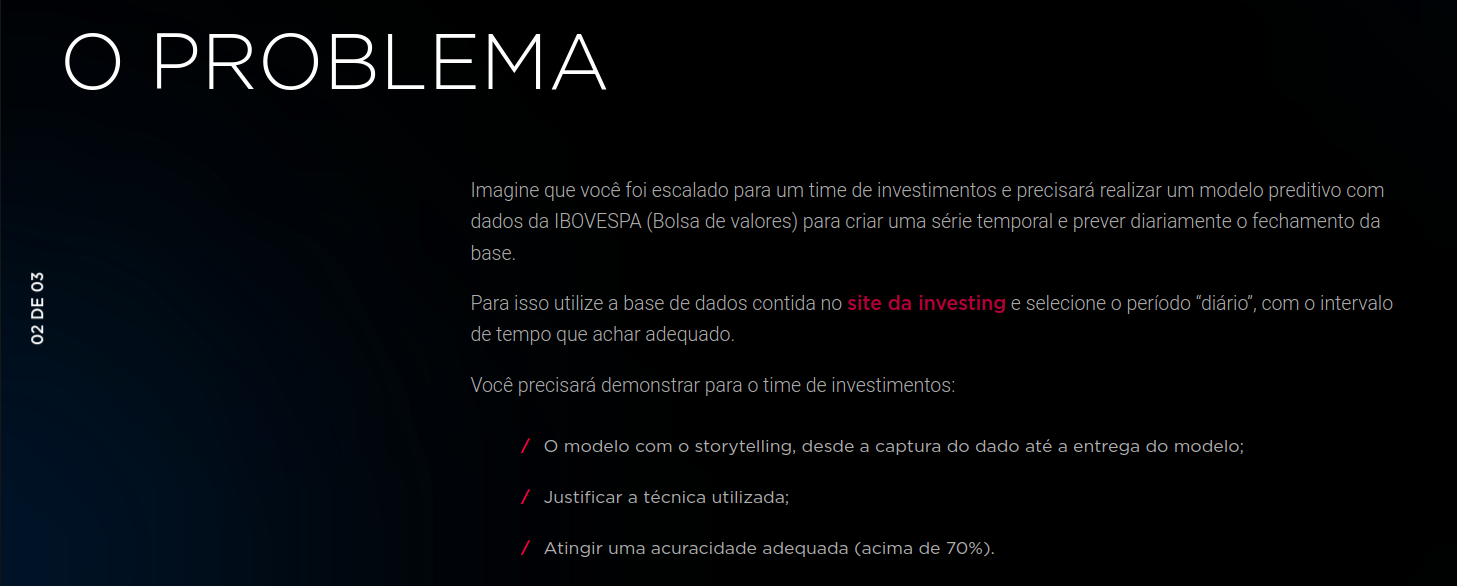 O PROBLEMA
Imagine que você foi escalado para um time de investimentos e precisará realizar um modelo preditivo com
dados da IBOVESPA (Bolsa de valores) para criar uma série temporal e prever diariamente o fechamento da
base.
Para isso utilize a base de dados contida no site da investing e selecione o período “diário”, com o intervalo
de tempo que achar adequado.
Você precisará demonstrar para o time de investimentos:
/ O modelo com o storytelling, desde a captura do dado até a entrega do modelo;
/ Justificar a técnica utilizada;
/ Atingir uma acuracidade adequada (acima de 70%).
02 DE 03